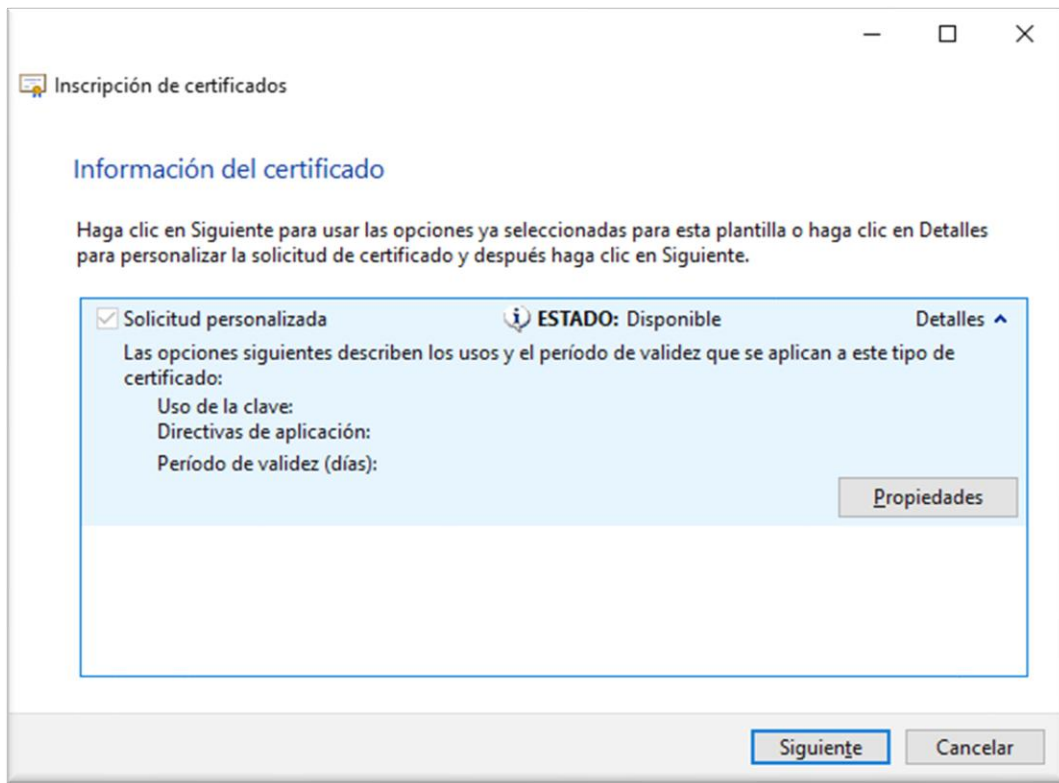 Inscripción de certificados
Información del certificado
Haga clic en Siguiente para usar las opciones ya seleccionadas para esta plantilla o haga clic en Detalles
para personalizar la solicitud de certificado y después haga clic en Siguiente.
Solicitud personalizada ESTADO: Disponible Detalles
Las opciones siguientes describen los usos y el período de validez que se aplican a este tipo de
certificado:
Uso de la clave:
Directivas de aplicación:
Período de validez (días):
Propiedades
Siguiente Cancelar